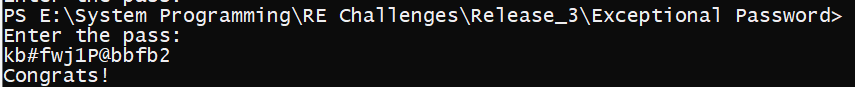 PS E:\System Programming\RE Challenges\Release_3\Exceptional Password>
Enter the pass:
kb#fwj1P@bbfb2
Congrats!